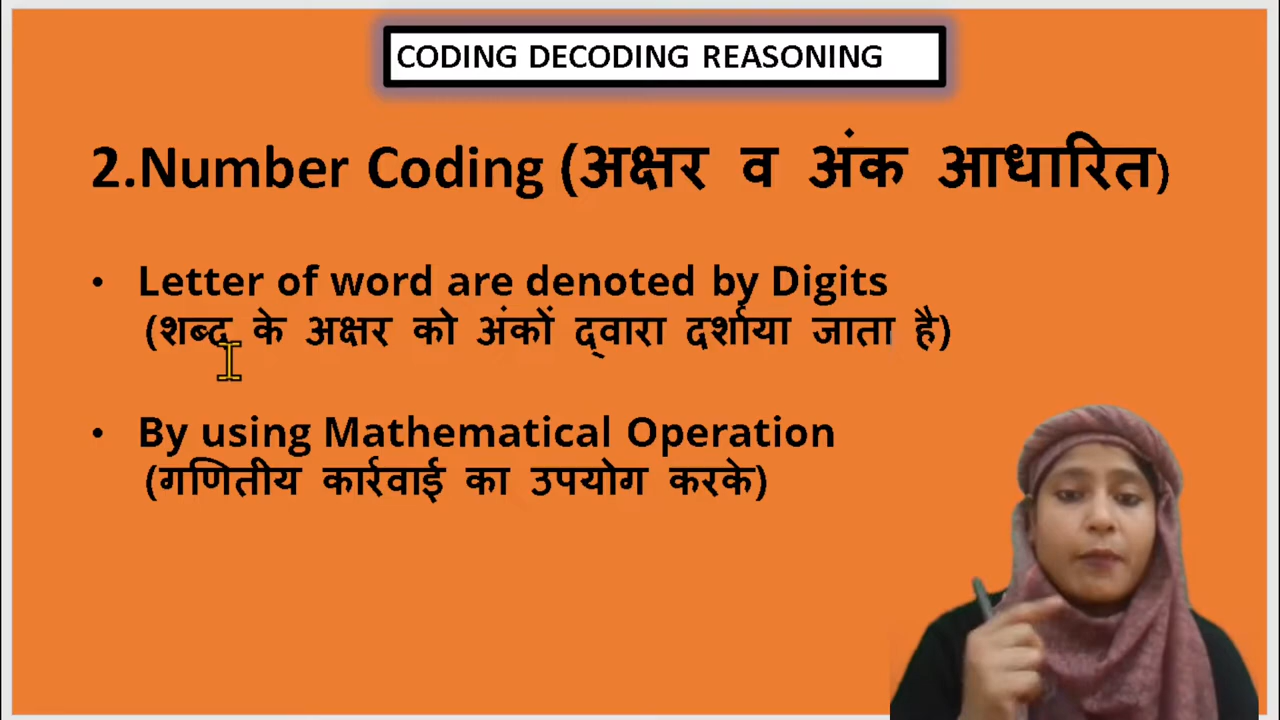 CODING DECODING REASONING
2.Number Coding (अक्षर व अंक आधारित)
• Letter of word are denoted by Digits
(शब्द के अक्षर को अंकों द्वारा दर्शाया जाता है)
• By using Mathematical Operation
(गणितीय कार्रवाई का उपयोग करके)